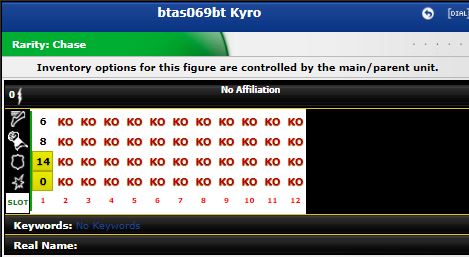 btas069bt Kyro
[DIAL]
Rarity: Chase
Inventory options for this figure are controlled by the main/parent unit.
0 No Affiliation
6 KO KO KO KO KO KO KO KO KO KO KO
8 KO KO KO KO KO KO KO KO KO KO KO
14 KO KO KO KO KO KO KO KO KO KO KO
0 KO KO KO KO KO KO KO KO KO KO KO
SLOT 1 2 3 4 5 6 7 8 9 10 11 12
Keywords: No Keywords
Real Name: